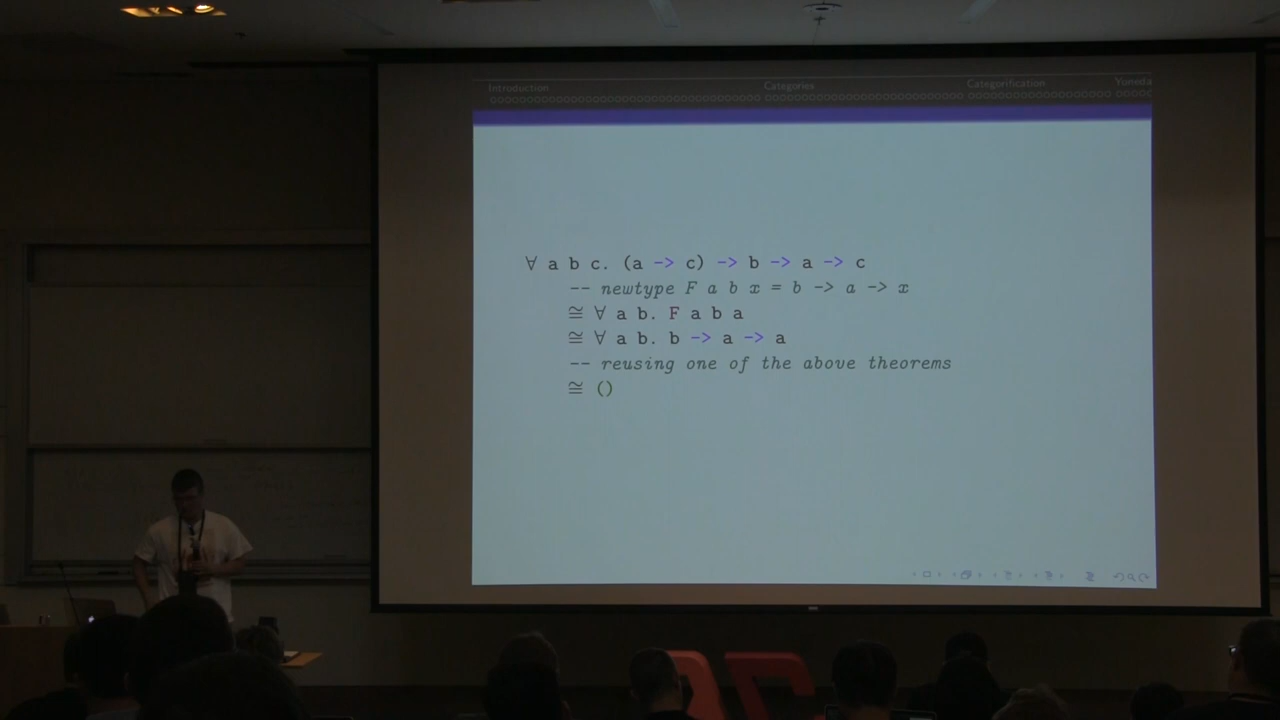 Introduction Categories Categorification Yoneda
∀ a b c. (a -> c) -> b -> a -> c
-- newtype F a b x = b -> a -> x
≅ ∀ a b. F a b a
≅ ∀ a b. b -> a -> a
-- reusing one of the above theorems
≅ ()